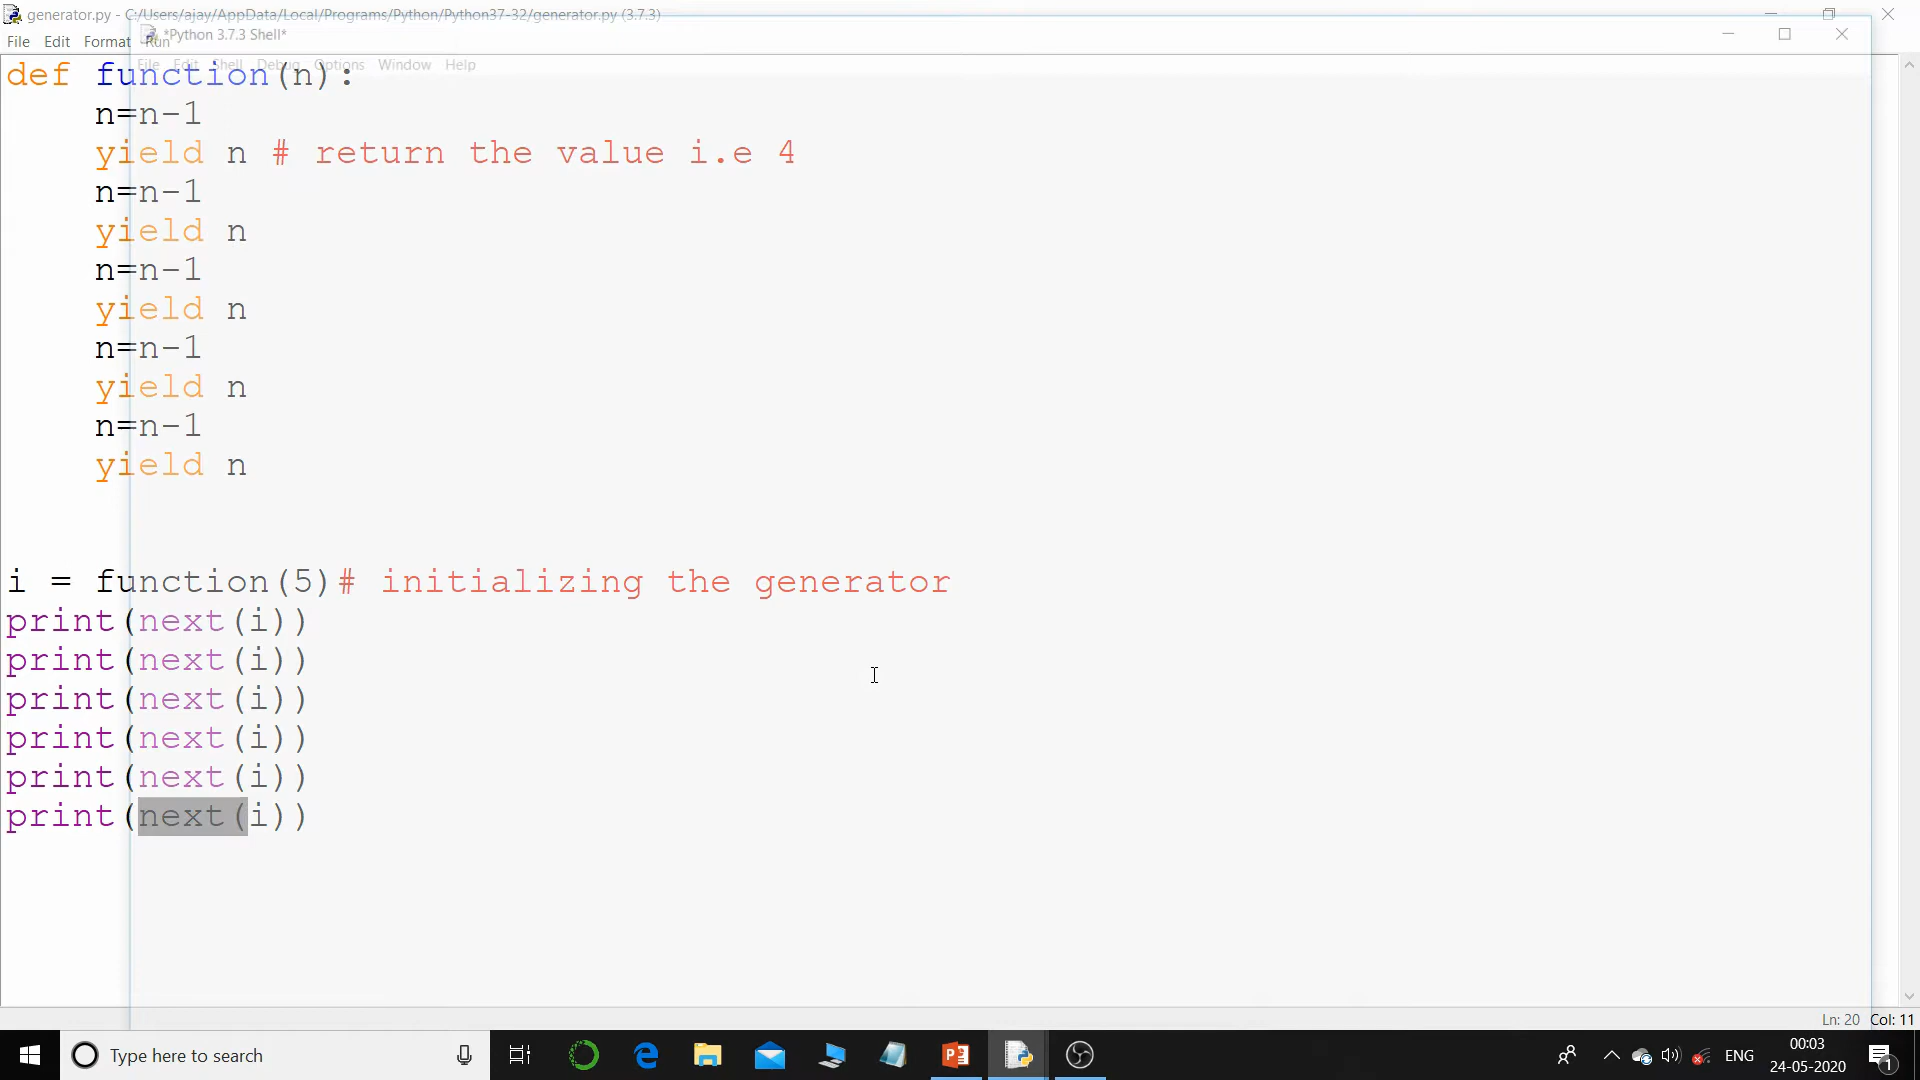 generator.py - C:/Users/ajay/AppData/Local/Programs/Python/Python37-32/generator.py (3.7.3)
File Edit Format Run
*Python 3.7.3 Shell*
File Edit Shell Debug Options Window Help
def function(n):
n=n-1
yield n # return the value i.e 4
n=n-1
yield n
n=n-1
yield n
n=n-1
yield n
n=n-1
yield n
i = function(5)# initializing the generator
print(next(i))
print(next(i))
print(next(i))
print(next(i))
print(next(i))
print(next(i))
Ln: 20 Col: 11
Type here to search
ENG
00:03
24-05-2020
1